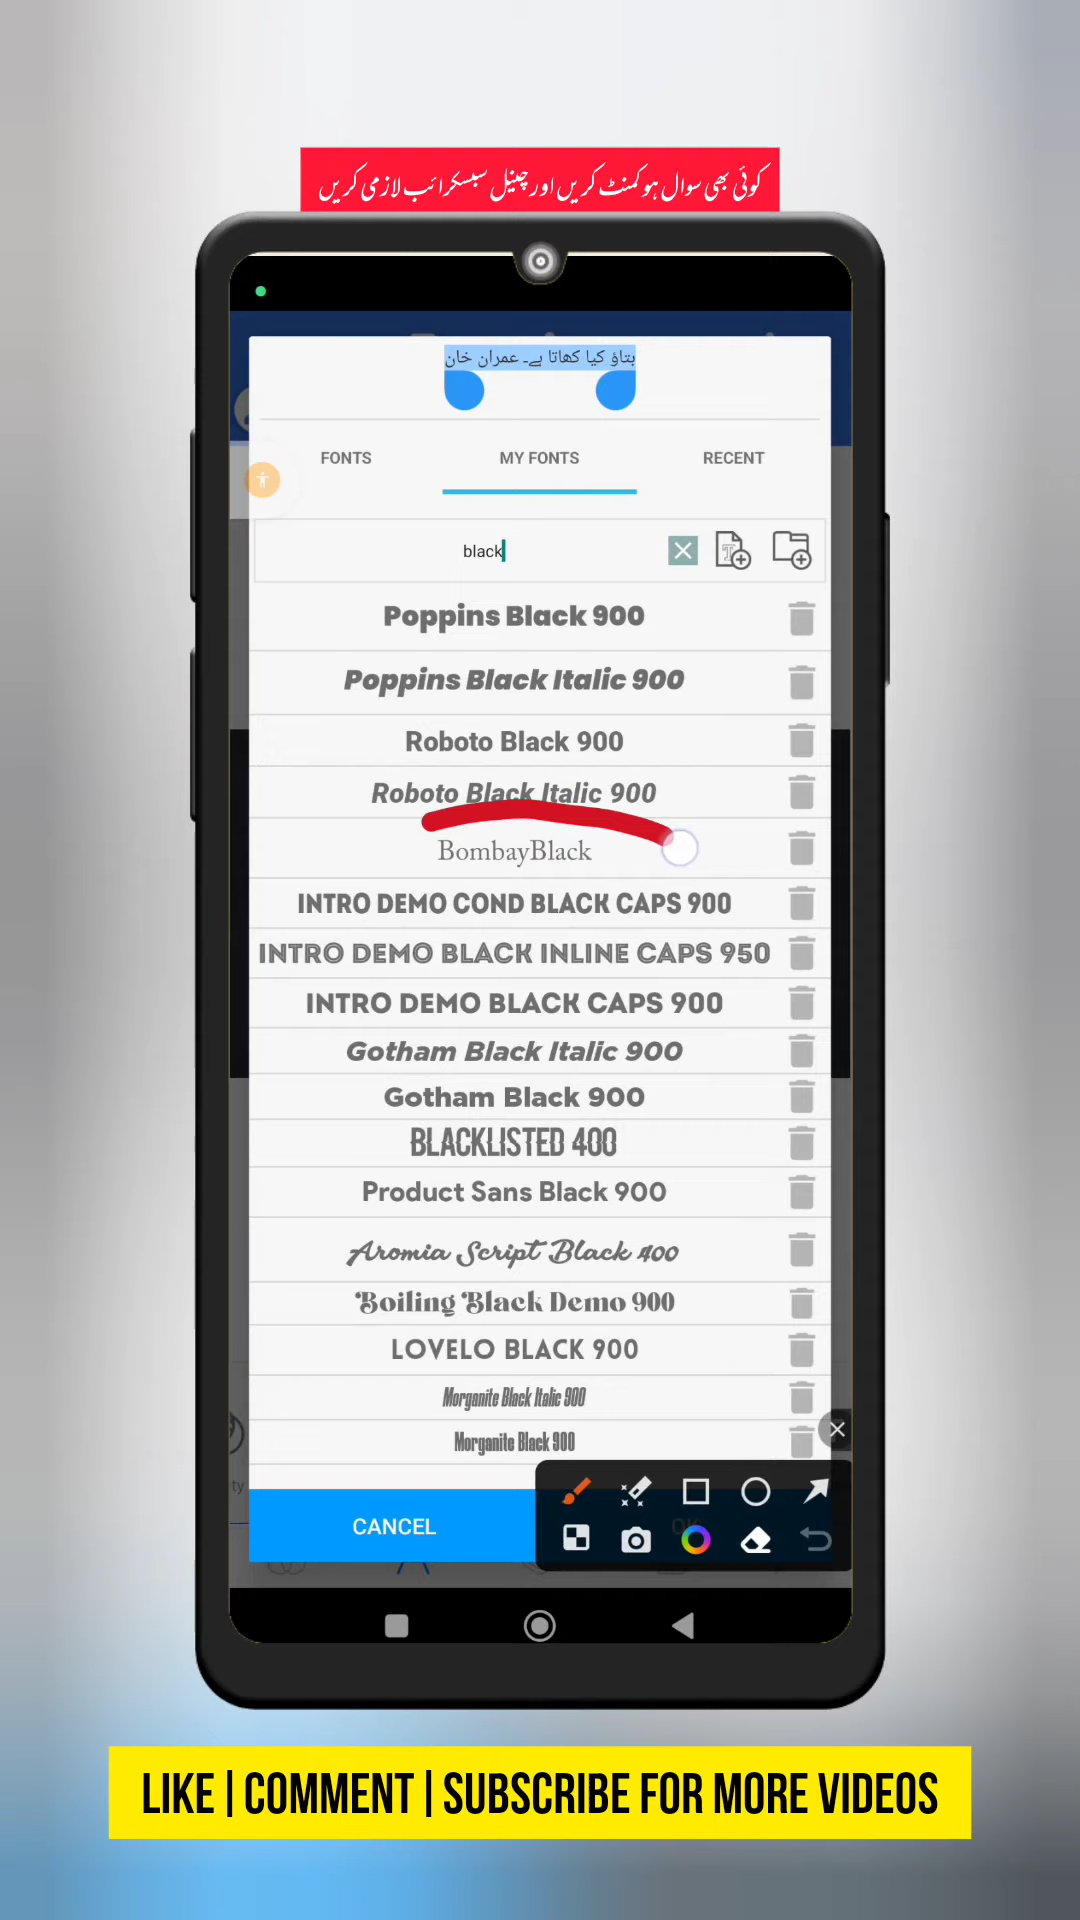 کوئی بھی سوال ہو کمنٹ کریں اور چینل سبسکرائب لازمی کریں
بتاؤ کیا کھاتا ہے۔ عمران خان
FONTS
MY FONTS
RECENT
black
Poppins Black 900
Poppins Black Italic 900
Roboto Black 900
Roboto Black Italic 900
BombayBlack
INTRO DEMO COND BLACK CAPS 900
INTRO DEMO BLACK INLINE CAPS 950
INTRO DEMO BLACK CAPS 900
Gotham Black Italic 900
Gotham Black 900
BLACKLISTED 400
Product Sans Black 900
Aromia Script Black 400
Boiling Black Demo 900
LOVELO BLACK 900
Morganite Black Italic 900
Morganite Black 900
ty
CANCEL
OK
LIKE | COMMENT | SUBSCRIBE FOR MORE VIDEOS